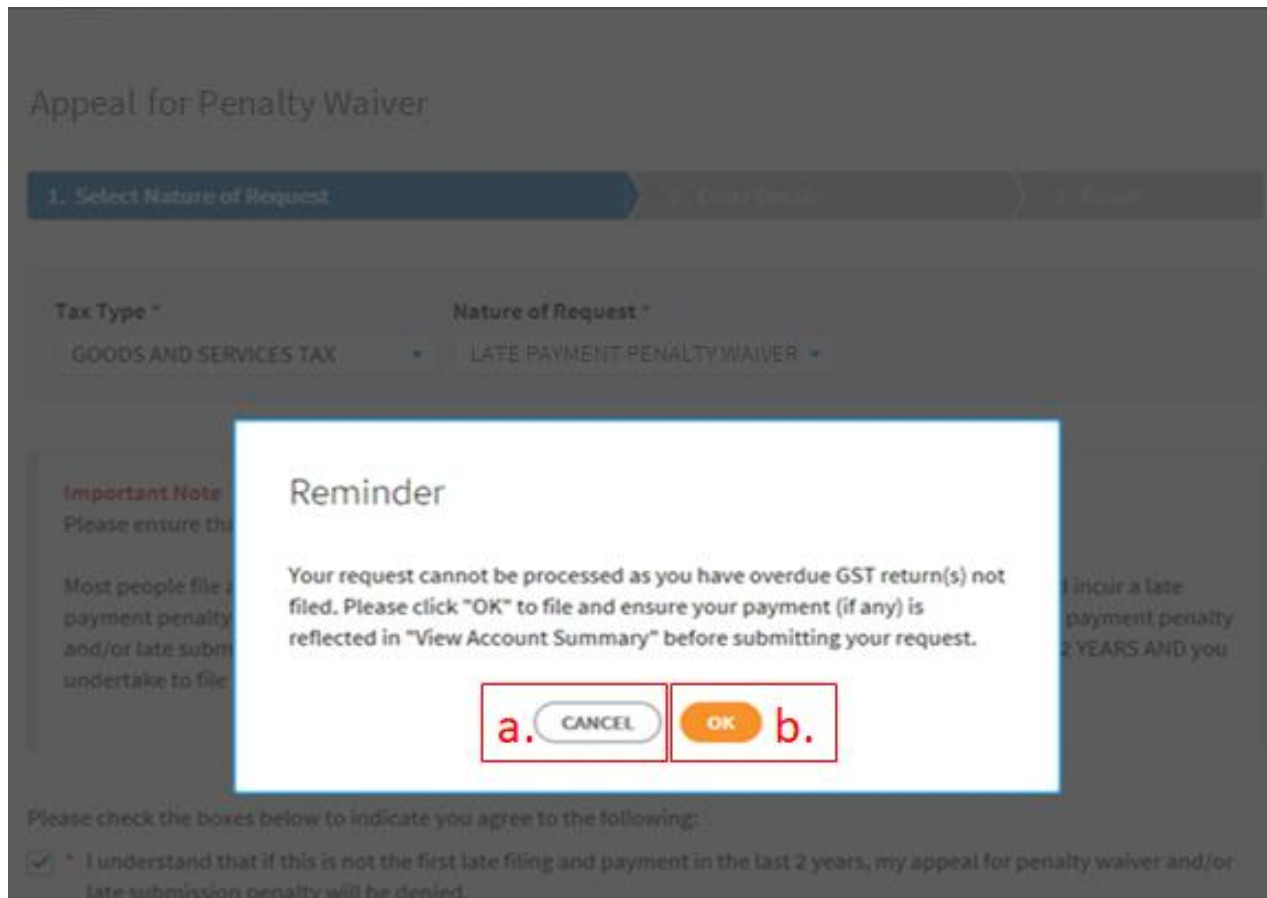 Appeal for Penalty Waiver
1. Select Nature of Request
2. Enter Details
3. Result
Tax Type *
Nature of Request *
GOODS AND SERVICES TAX
LATE PAYMENT PENALTY WAIVER
Important Note
Please ensure tha
Most people file a
l incur a late
payment penalty
payment penalty
and/or late subm
2 YEARS AND you
undertake to file
Reminder
Your request cannot be processed as you have overdue GST return(s) not
filed. Please click "OK" to file and ensure your payment (if any) is
reflected in "View Account Summary" before submitting your request.
a. CANCEL
OK b.
Please check the boxes below to indicate you agree to the following:
* I understand that if this is not the first late filing and payment in the last 2 years, my appeal for penalty waiver and/or
late submission penalty will be denied.